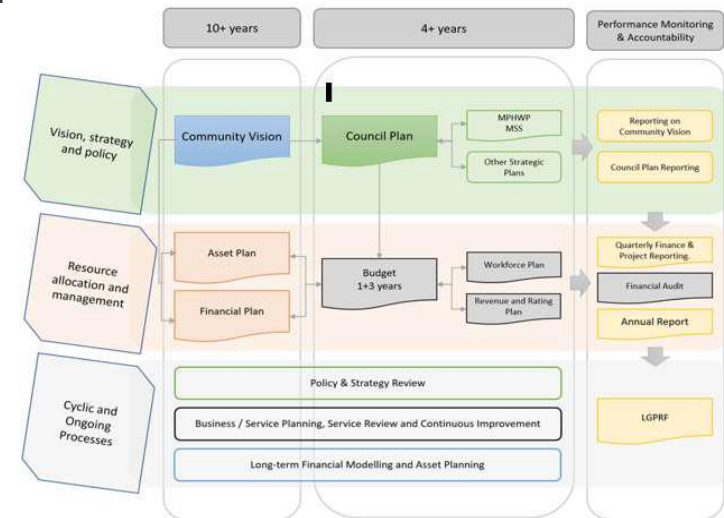 10+ years
4+ years
Performance Monitoring
& Accountability
Vision, strategy
and policy
Community Vision
Council Plan
MPHWP
MSS
Other Strategic
Plans
Reporting on
Community Vision
Council Plan Reporting
Resource
allocation and
management
Asset Plan
Financial Plan
Budget
1+3 years
Workforce Plan
Revenue and Rating
Plan
Quarterly Finance &
Project Reporting.
Financial Audit
Annual Report
Cyclic and
Ongoing
Processes
Policy & Strategy Review
Business / Service Planning, Service Review and Continuous Improvement
Long-term Financial Modelling and Asset Planning
LGPRF